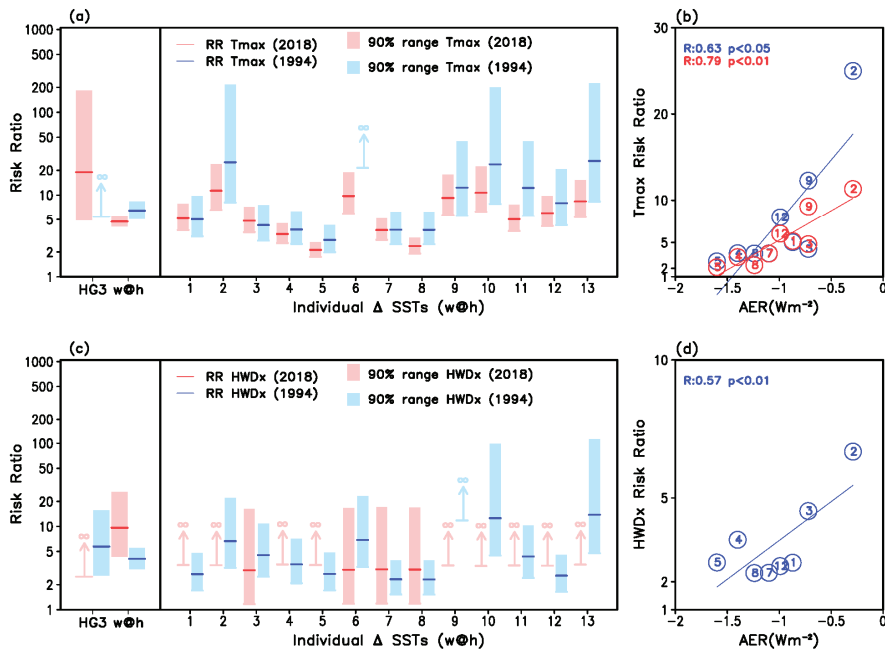 (a)
Risk Ratio
1000
500
200
100
50
20
10
5
2
1
RR Tmax (2018)
RR Tmax (1994)
90% range Tmax (2018)
90% range Tmax (1994)
∞
∞
HG3 w@h
1 2 3 4 5 6 7 8 9 10 11 12 13
Individual Δ SSTs (w@h)
(b)
Tmax Risk Ratio
30
20
10
5
2
1
R:0.63 p<0.05
R:0.79 p<0.01
2
9
2
9
12
12
1
3
4
8
7
8
5
5
-2 -1.5 -1 -0.5 0
AER(Wm⁻²)
(c)
Risk Ratio
1000
500
200
100
50
20
10
5
2
1
RR HWDx (2018)
RR HWDx (1994)
90% range HWDx (2018)
90% range HWDx (1994)
∞
∞ ∞ ∞ ∞ ∞ ∞ ∞ ∞ ∞ ∞
HG3 w@h
1 2 3 4 5 6 7 8 9 10 11 12 13
Individual Δ SSTs (w@h)
(d)
HWDx Risk Ratio
10
5
2
1
R:0.57 p<0.01
2
3
4
5
8
7
12
1
-2 -1.5 -1 -0.5 0
AER(Wm⁻²)